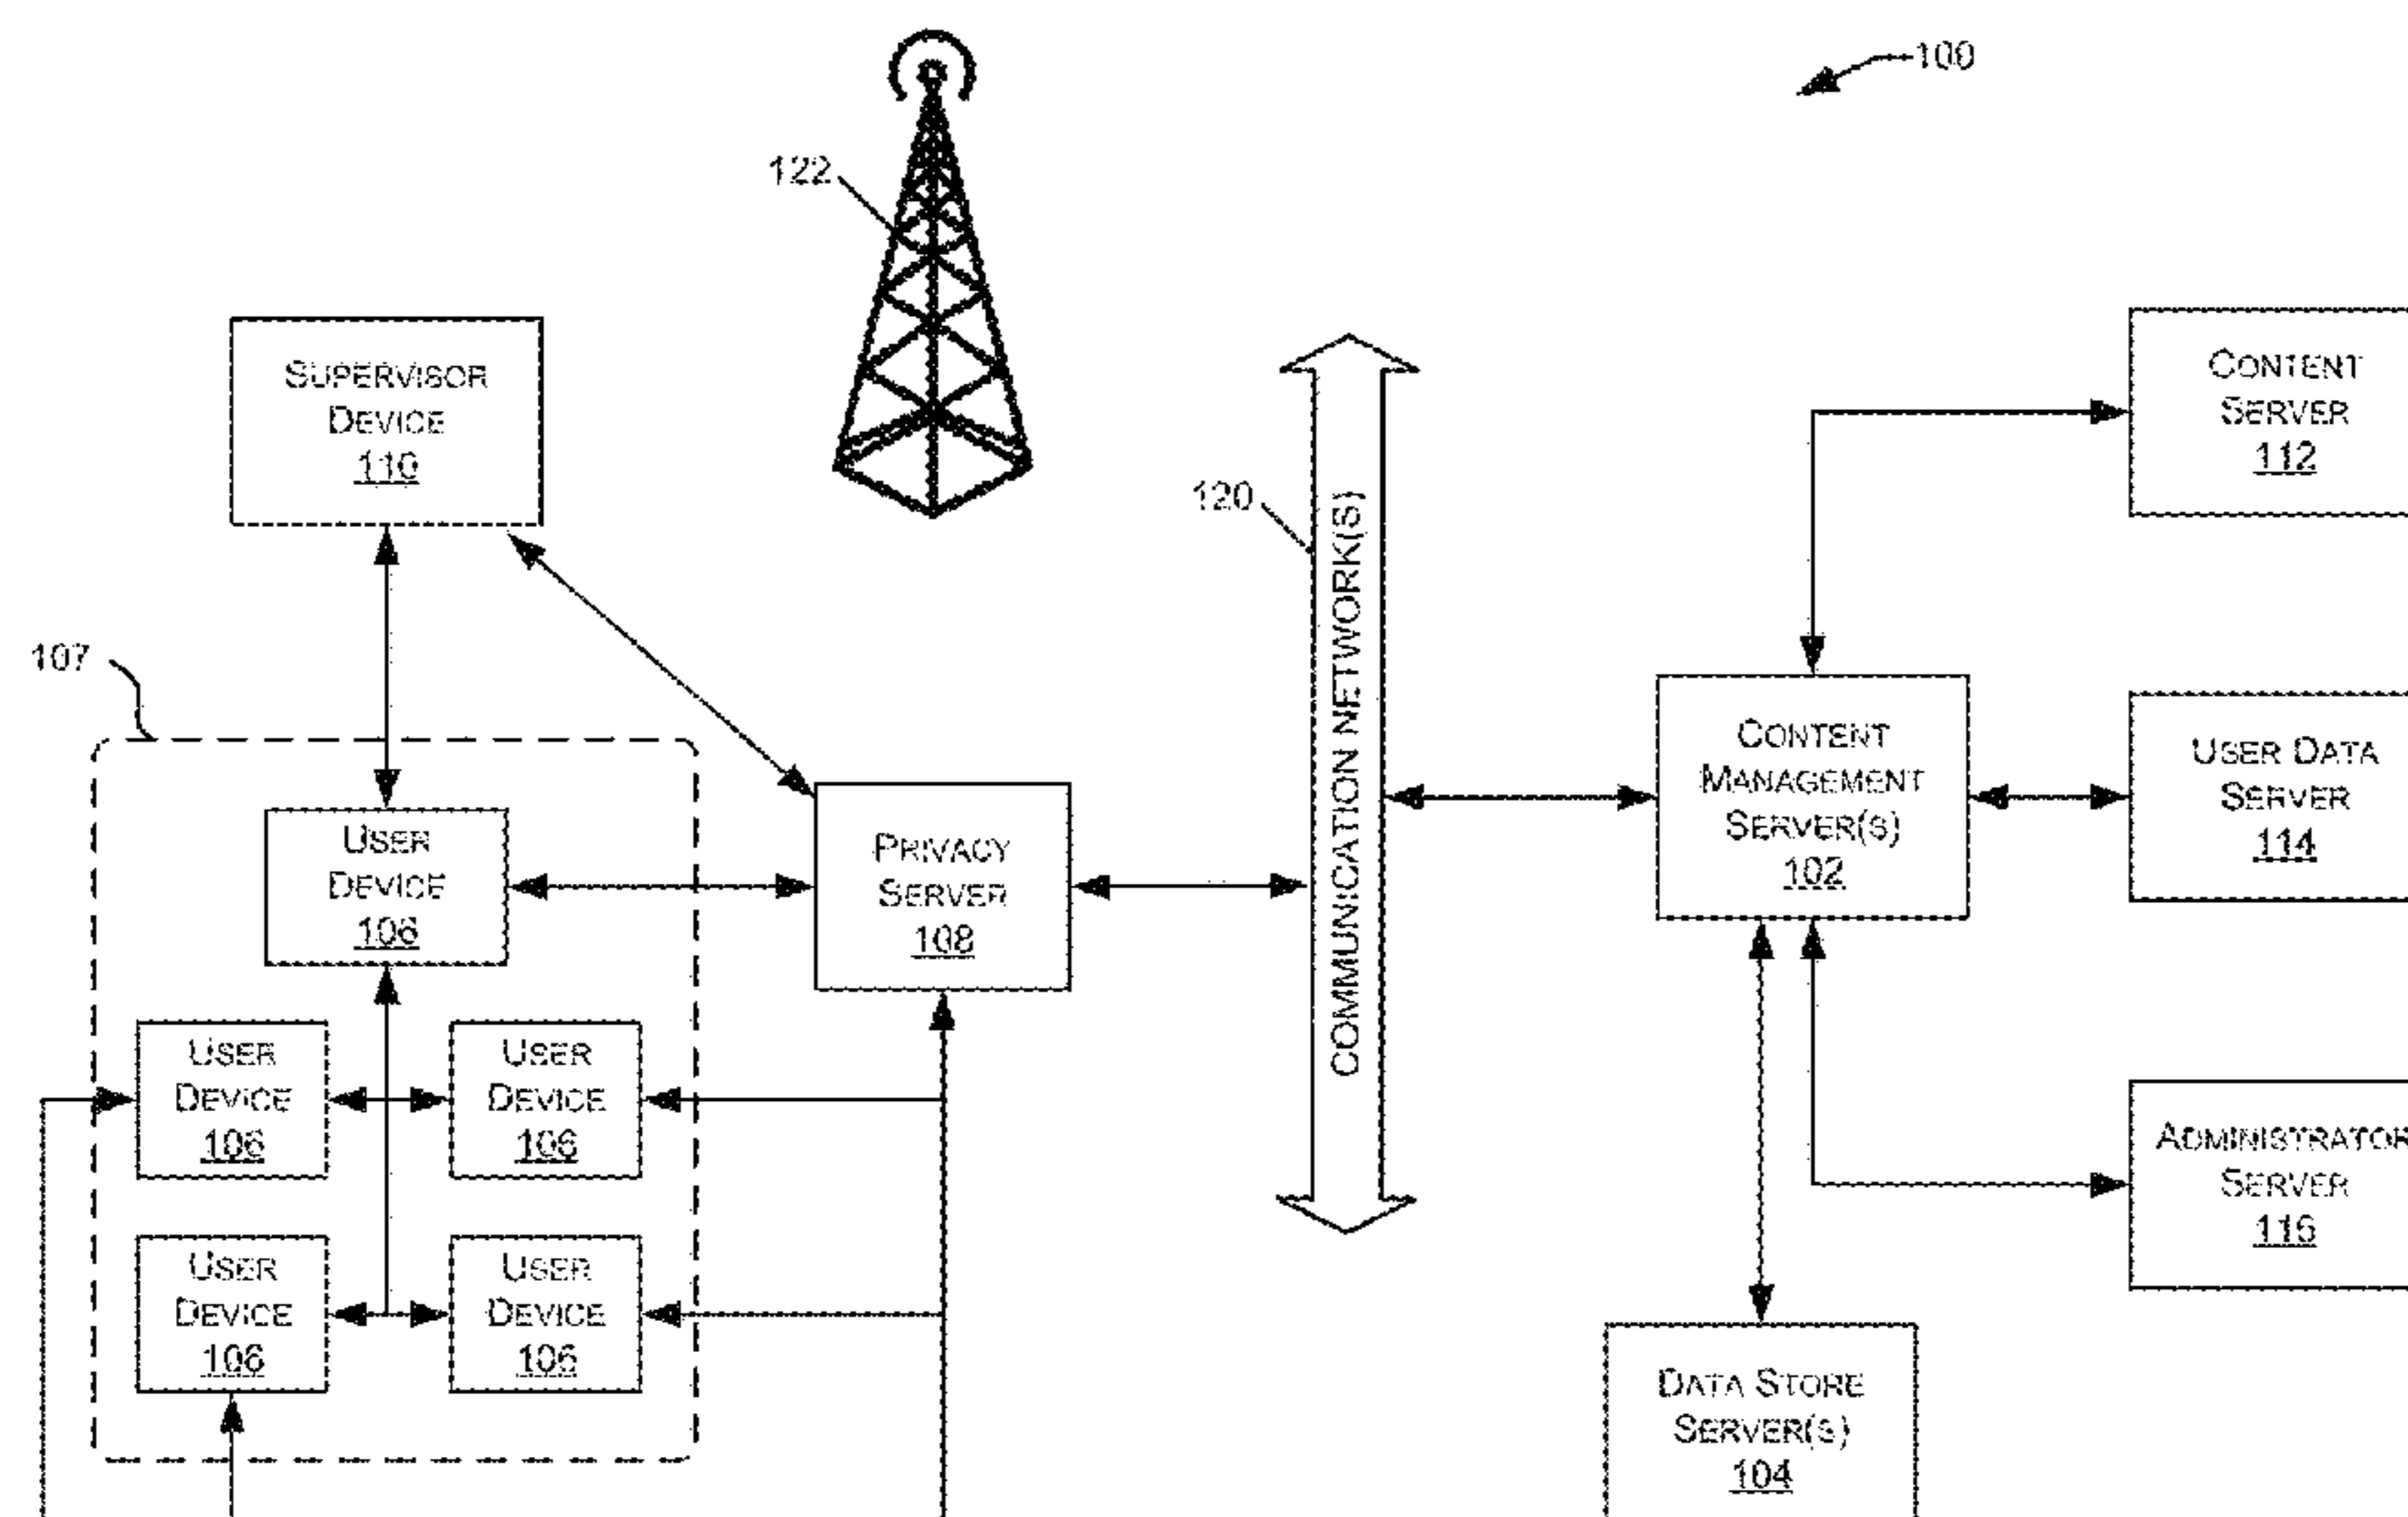 100
122
SUPERVISOR
DEVICE
110
CONTENT
SERVER
112
120
COMMUNICATION NETWORK(S)
107
CONTENT
MANAGEMENT
SERVER(S)
102
USER DATA
SERVER
114
USER
DEVICE
106
PRIVACY
SERVER
108
USER
DEVICE
106
USER
DEVICE
106
ADMINISTRATOR
SERVER
116
USER
DEVICE
106
USER
DEVICE
106
DATA STORE
SERVER(S)
104